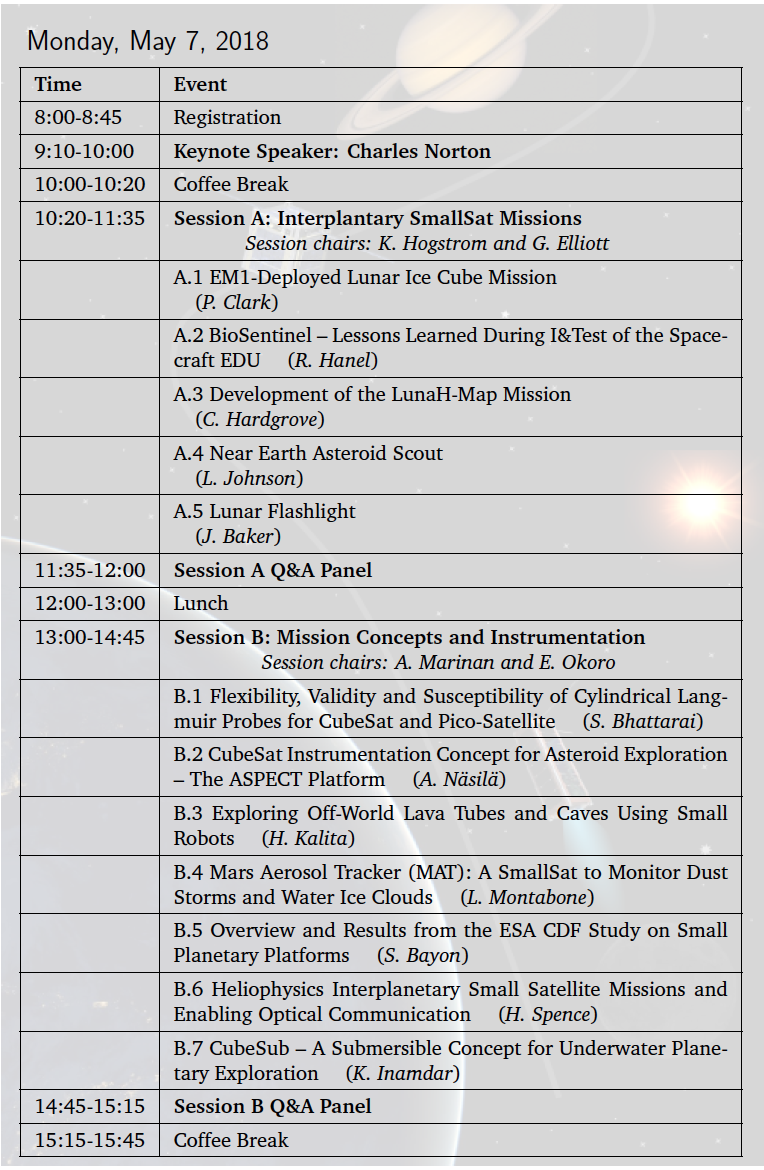 Monday, May 7, 2018
Time Event
8:00-8:45 Registration
9:10-10:00 Keynote Speaker: Charles Norton
10:00-10:20 Coffee Break
10:20-11:35 Session A: Interplantary SmallSat Missions
Session chairs: K. Hogstrom and G. Elliott
A.1 EM1-Deployed Lunar Ice Cube Mission
(P. Clark)
A.2 BioSentinel – Lessons Learned During I&Test of the Space-
craft EDU (R. Hanel)
A.3 Development of the LunaH-Map Mission
(C. Hardgrove)
A.4 Near Earth Asteroid Scout
(L. Johnson)
A.5 Lunar Flashlight
(J. Baker)
11:35-12:00 Session A Q&A Panel
12:00-13:00 Lunch
13:00-14:45 Session B: Mission Concepts and Instrumentation
Session chairs: A. Marinan and E. Okoro
B.1 Flexibility, Validity and Susceptibility of Cylindrical Lang-
muir Probes for CubeSat and Pico-Satellite (S. Bhattarai)
B.2 CubeSat Instrumentation Concept for Asteroid Exploration
– The ASPECT Platform (A. Näsilä)
B.3 Exploring Off-World Lava Tubes and Caves Using Small
Robots (H. Kalita)
B.4 Mars Aerosol Tracker (MAT): A SmallSat to Monitor Dust
Storms and Water Ice Clouds (L. Montabone)
B.5 Overview and Results from the ESA CDF Study on Small
Planetary Platforms (S. Bayon)
B.6 Heliophysics Interplanetary Small Satellite Missions and
Enabling Optical Communication (H. Spence)
B.7 CubeSub – A Submersible Concept for Underwater Plane-
tary Exploration (K. Inamdar)
14:45-15:15 Session B Q&A Panel
15:15-15:45 Coffee Break